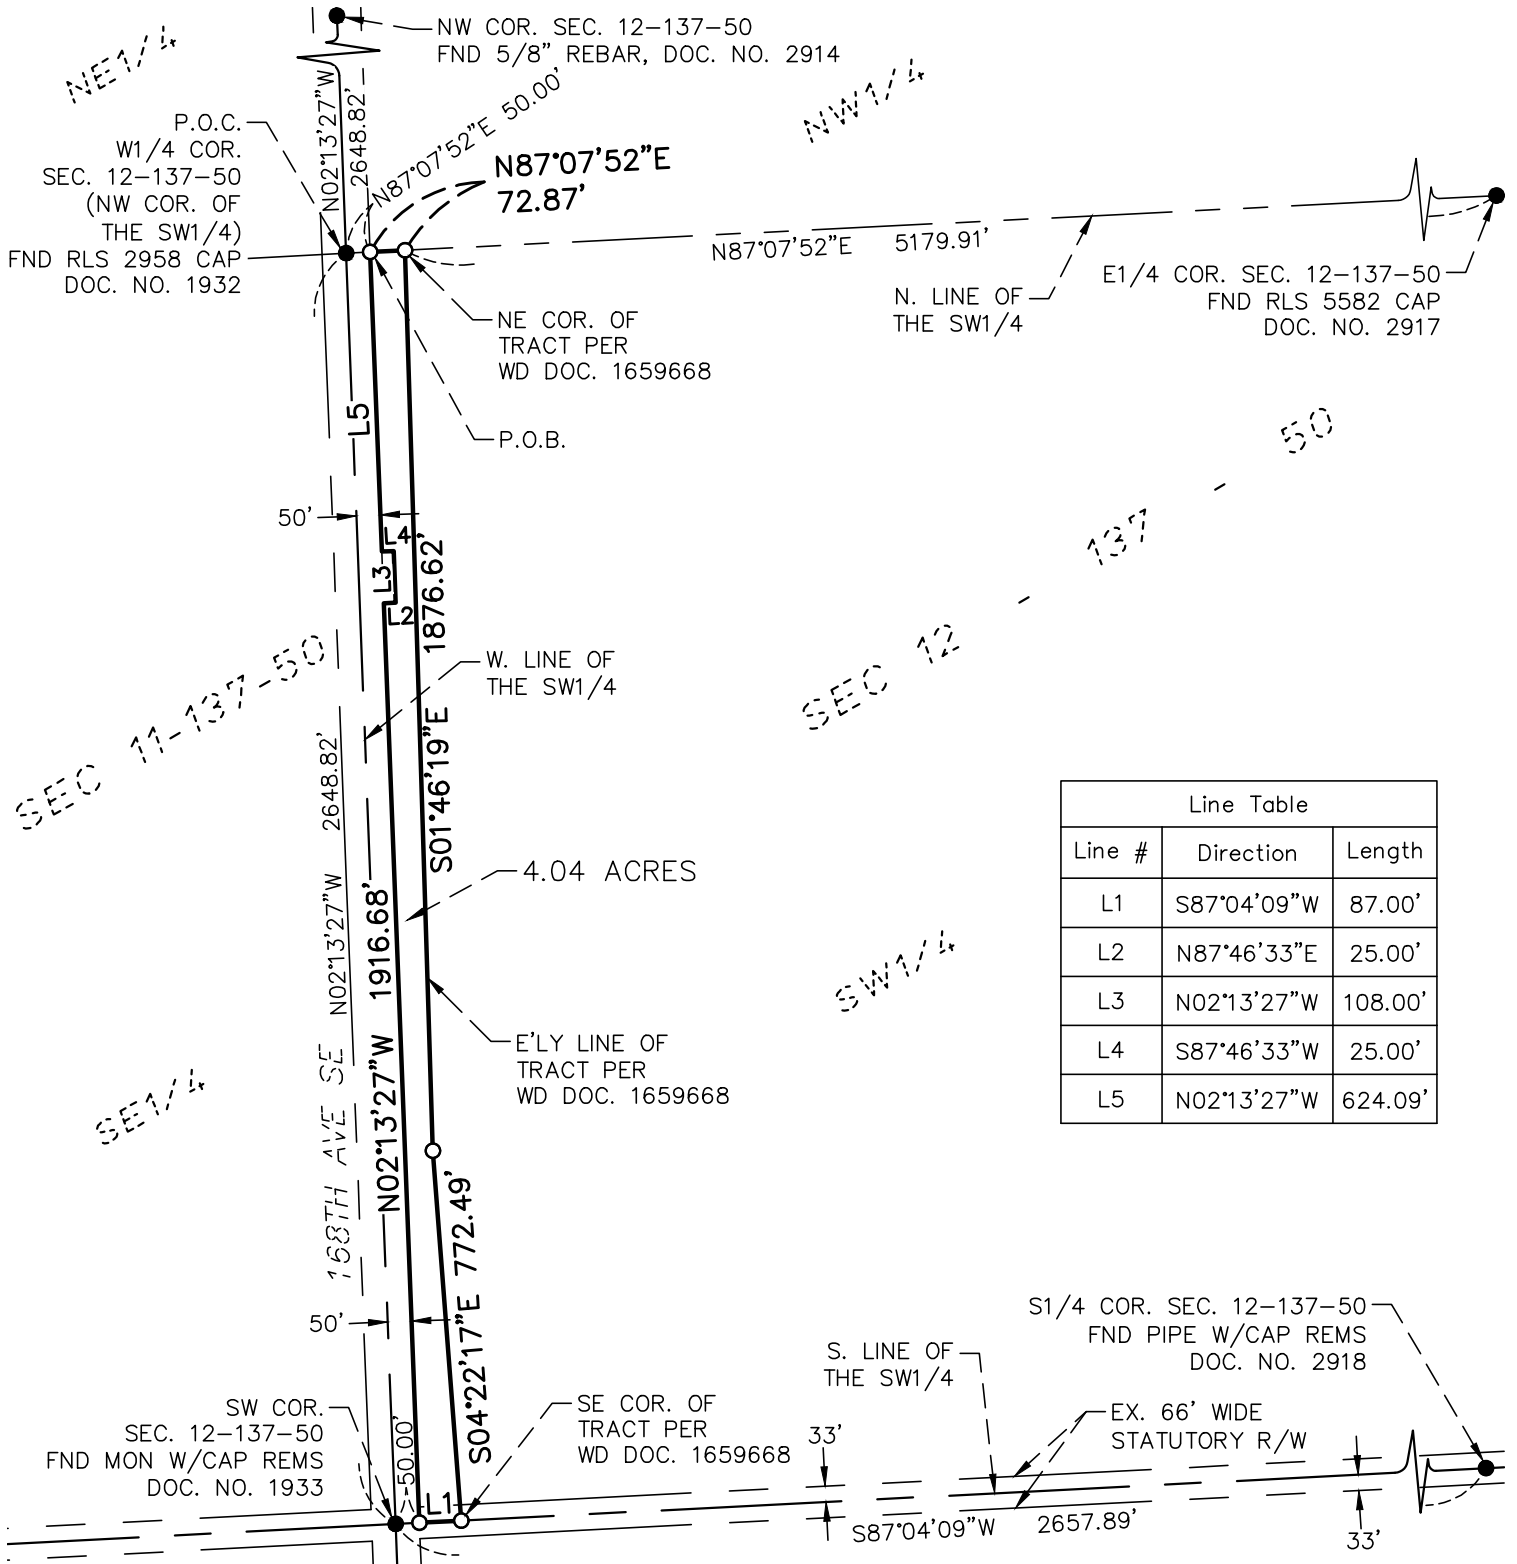 NE1/4
NW COR. SEC. 12-137-50
FND 5/8" REBAR, DOC. NO. 2914
NW1/4
N02°13'27"W
2648.82'
N87°07'52"E 50.00'
N87°07'52"E
72.87'
P.O.C.
W1/4 COR.
SEC. 12-137-50
(NW COR. OF
THE SW1/4)
FND RLS 2958 CAP
DOC. NO. 1932
N87°07'52"E 5179.91'
N. LINE OF
THE SW1/4
E1/4 COR. SEC. 12-137-50
FND RLS 5582 CAP
DOC. NO. 2917
NE COR. OF
TRACT PER
WD DOC. 1659668
P.O.B.
L5
50'
L4
L3
L2
1876.62'
S01°46'19"E
SEC 12 - 137 - 50
SEC 11-137-50
W. LINE OF
THE SW1/4
2648.82'
N02°13'27"W
4.04 ACRES
1916.68'
N02°13'27"W
Line Table
Line # Direction Length
L1 S87°04'09"W 87.00'
L2 N87°46'33"E 25.00'
L3 N02°13'27"W 108.00'
L4 S87°46'33"W 25.00'
L5 N02°13'27"W 624.09'
SW1/4
E'LY LINE OF
TRACT PER
WD DOC. 1659668
SE1/4
168TH AVE SE
S04°22'17"E 772.49'
50'
S1/4 COR. SEC. 12-137-50
FND PIPE W/CAP REMS
DOC. NO. 2918
S. LINE OF
THE SW1/4
SW COR.
SEC. 12-137-50
FND MON W/CAP REMS
DOC. NO. 1933
50.00'
L1
SE COR. OF
TRACT PER
WD DOC. 1659668
33'
EX. 66' WIDE
STATUTORY R/W
S87°04'09"W 2657.89'
33'